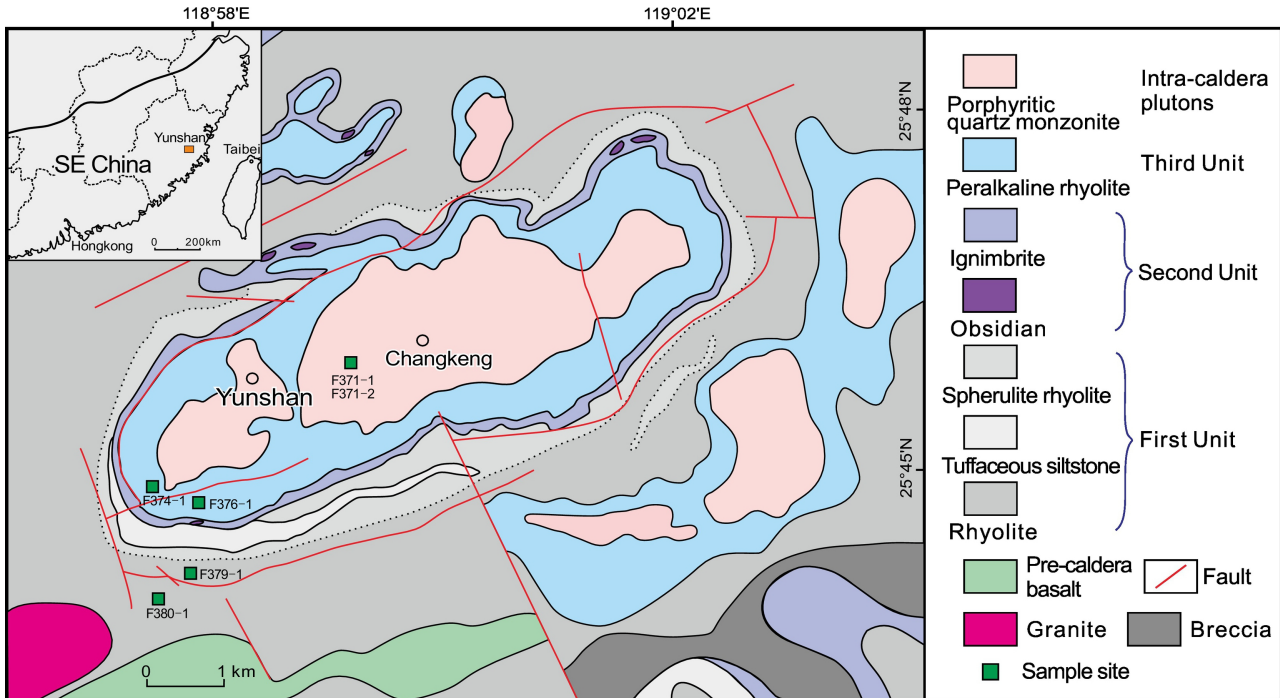 118°58'E
119°02'E
25°48'N
25°45'N
SE China
Yunshan
Taibei
Hongkong
0 200km
Changkeng
Yunshan
F371-1
F371-2
F374-1
F376-1
F379-1
F380-1
0 1 km
Porphyritic
quartz monzonite
Intra-caldera
plutons
Peralkaline rhyolite
Third Unit
Ignimbrite
Obsidian
Second Unit
Spherulite rhyolite
Tuffaceous siltstone
Rhyolite
First Unit
Pre-caldera
basalt
Fault
Granite
Breccia
Sample site